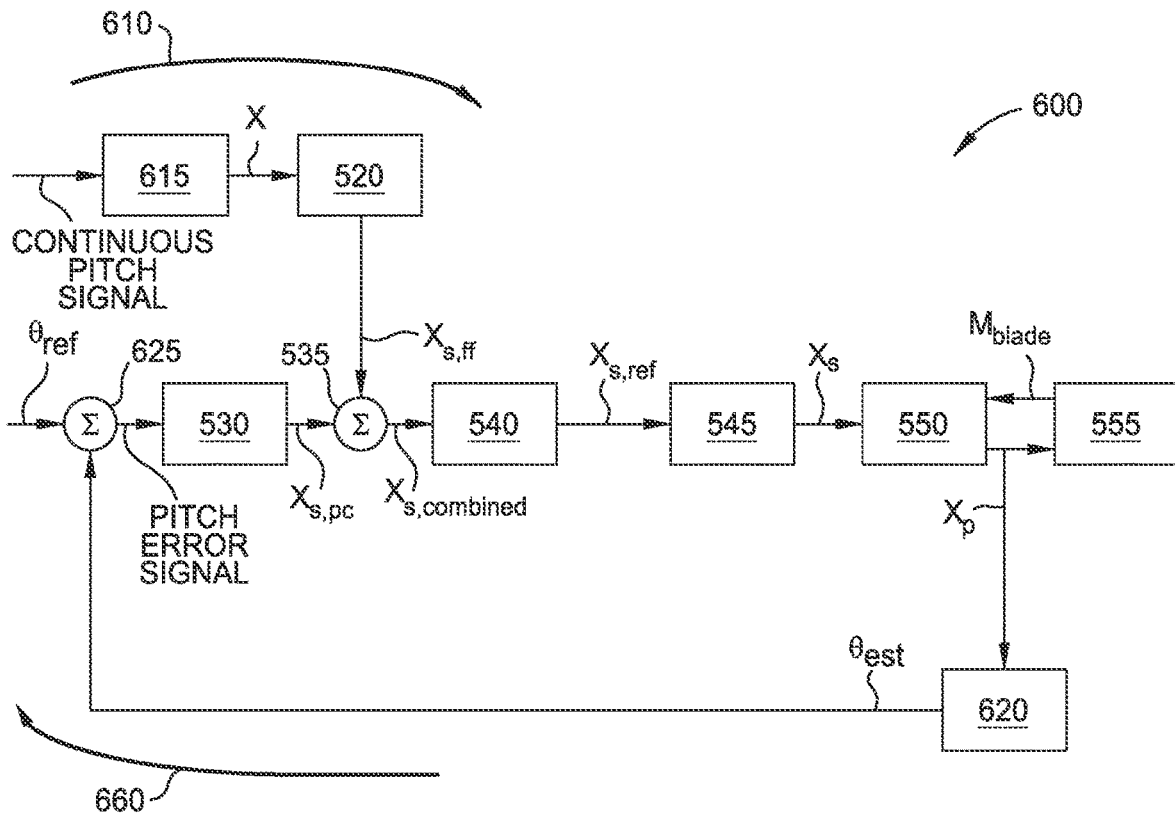 610
600
X
615
520
CONTINUOUS
PITCH
SIGNAL
θref
625
535
Xs,ff
Xs,ref
Xs
Mblade
Σ
530
Σ
540
545
550
555
Xs,pc
Xs,combined
Xp
PITCH
ERROR
SIGNAL
θest
620
660